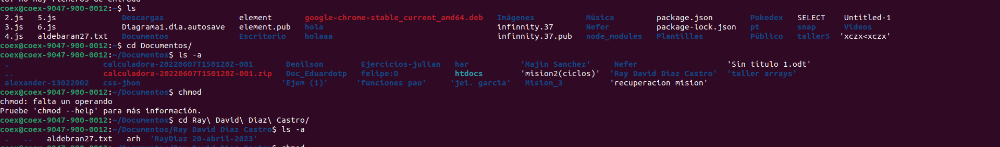 ld: no hay ficheros de entrada
coex@coex-9047-900-0012:~$ ls
2.js 5.js Descargas element google-chrome-stable_current_amd64.deb Imágenes Música package.json Pokedex SELECT Untitled-1
3.js 6.js Diagrama1.dia.autosave element.pub hola infinnity.37 Nefer package-lock.json pt snap Vídeos
4.js aldebaran27.txt Documentos Escritorio holaaa infinnity.37.pub node_modules Plantillas Público taller5 'xczx<xczx'
coex@coex-9047-900-0012:~$ cd Documentos/
coex@coex-9047-900-0012:~/Documentos$ ls -a
. calculadora-20220607T150120Z-001 Denilson Ejercicios-julian har 'Majin Sanchez' Nefer 'Sin título 1.odt'
.. calculadora-20220607T150120Z-001.zip Doc_Eduardotp felipe:D htdocs 'mision2(ciclos)' 'Ray David Diaz Castro' 'taller arrays'
alexander-13022002 css-jhon 'Ejem (1)' 'funciones pao' 'jei. garcia' Mision_3 'recuperacion mision'
coex@coex-9047-900-0012:~/Documentos$ chmod
chmod: falta un operando
Pruebe 'chmod --help' para más información.
coex@coex-9047-900-0012:~/Documentos$ cd Ray\ David\ Diaz\ Castro/
coex@coex-9047-900-0012:~/Documentos/Ray David Diaz Castro$ ls -a
. .. aldebran27.txt arh 'RayDiaz 20-abril-2023'
coex@coex-9047-900-0012:~/Documentos/Ray David Diaz Castro$ chmod